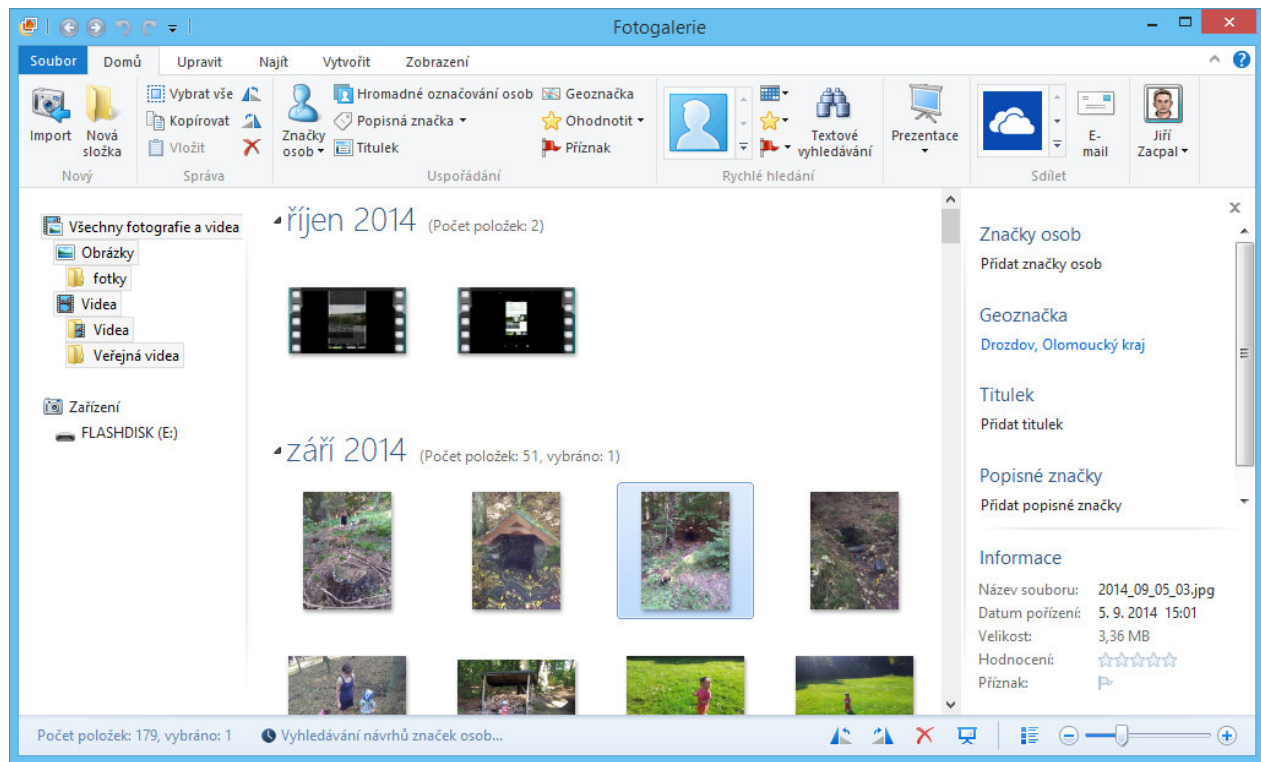 Fotogalerie
Soubor Domů Upravit Najít Vytvořit Zobrazení
Import
Nová složka
Nový
Vybrat vše
Kopírovat
Vložit
Správa
Značky osob
Hromadné označování osob
Popisná značka
Titulek
Geoznačka
Ohodnotit
Příznak
Uspořádání
Textové vyhledávání
Rychlé hledání
Prezentace
E-mail
Sdílet
Jiří Zacpal
Všechny fotografie a videa
Obrázky
fotky
Videa
Videa
Veřejná videa
Zařízení
FLASHDISK (E:)
říjen 2014 (Počet položek: 2)
září 2014 (Počet položek: 51, vybráno: 1)
Značky osob
Přidat značky osob
Geoznačka
Drozdov, Olomoucký kraj
Titulek
Přidat titulek
Popisné značky
Přidat popisné značky
Informace
Název souboru: 2014_09_05_03.jpg
Datum pořízení: 5. 9. 2014 15:01
Velikost: 3,36 MB
Hodnocení:
Příznak:
Počet položek: 179, vybráno: 1 Vyhledávání návrhů značek osob...